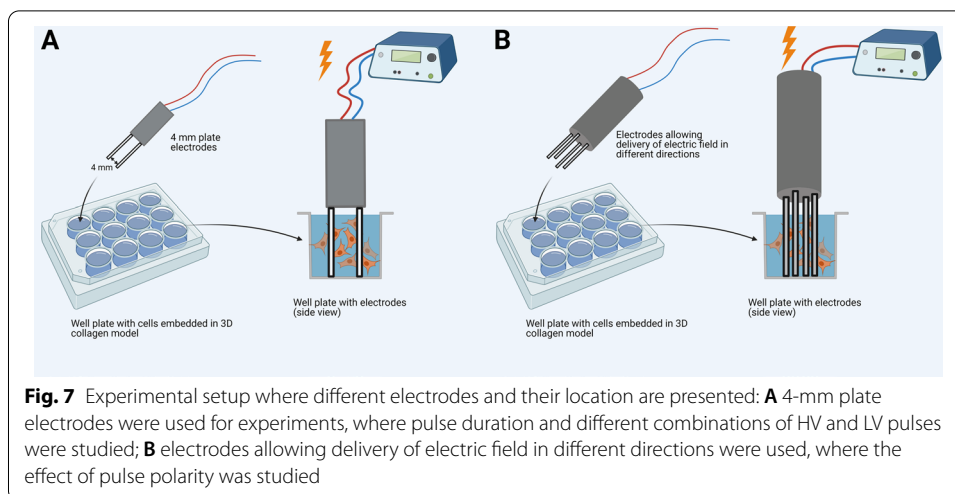 A
4 mm plate
electrodes
4 mm
Well plate with cells embedded in 3D
collagen model
Well plate with electrodes
(side view)
B
Electrodes allowing
delivery of electric field in
different directions
Well plate with cells embedded in 3D
collagen model
Well plate with electrodes
(side view)
Fig. 7 Experimental setup where different electrodes and their location are presented: A 4-mm plate
electrodes were used for experiments, where pulse duration and different combinations of HV and LV pulses
were studied; B electrodes allowing delivery of electric field in different directions were used, where the
effect of pulse polarity was studied